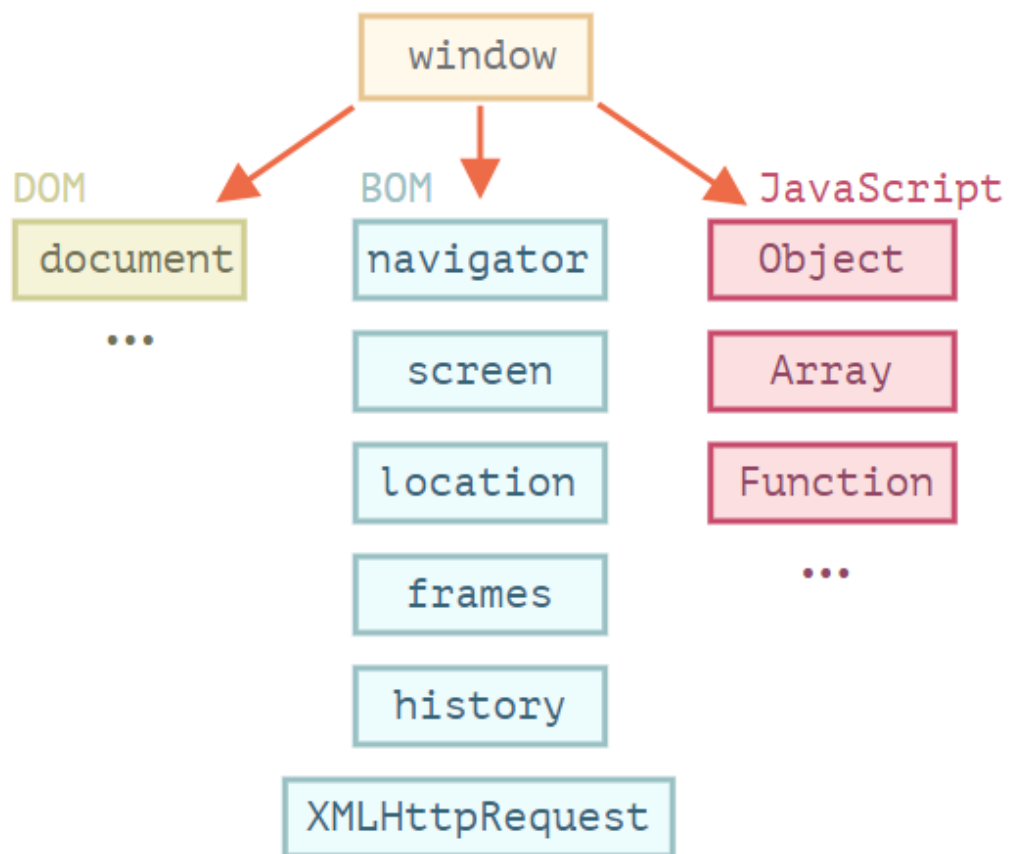 window
DOM
BOM
JavaScript
document
navigator
Object
...
screen
Array
location
Function
frames
...
history
XMLHttpRequest